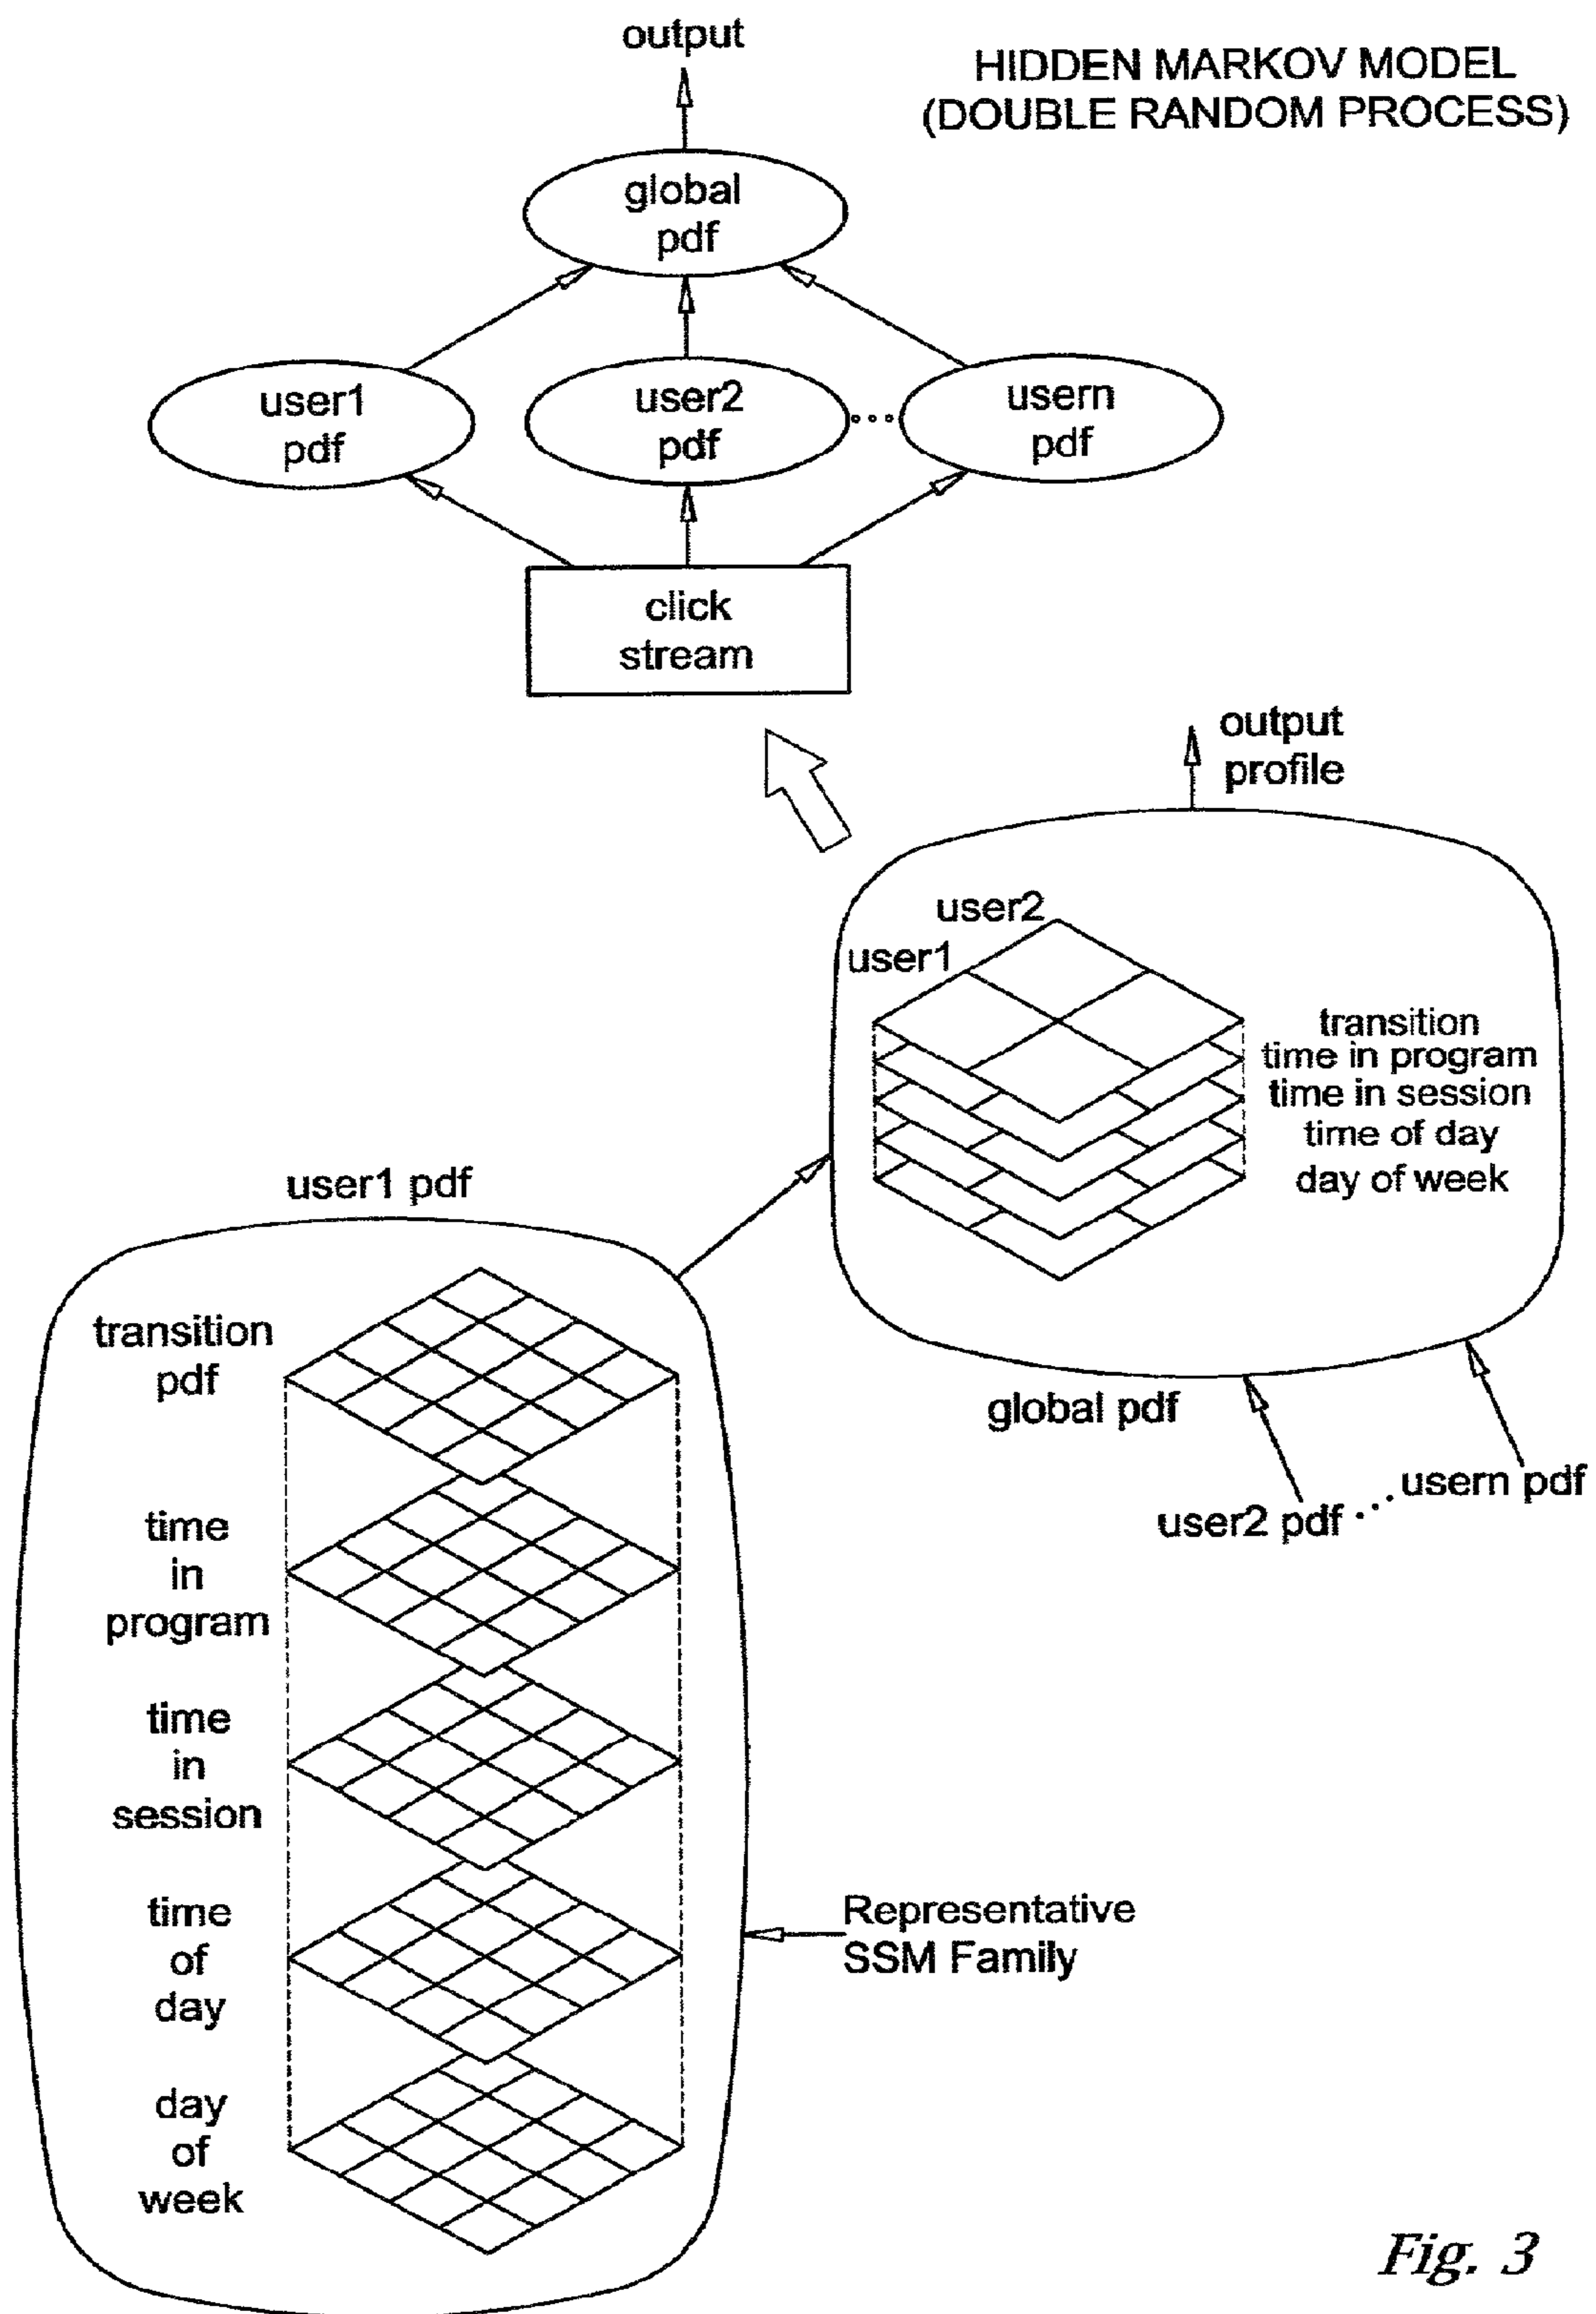 output
HIDDEN MARKOV MODEL
(DOUBLE RANDOM PROCESS)
global
pdf
user1
pdf
user2
pdf
usern
pdf
click
stream
output
profile
user2
user1
transition
time in program
time in session
time of day
day of week
global pdf
user2 pdf
usern pdf
user1 pdf
transition
pdf
time
in
program
time
in
session
time
of
day
day
of
week
Representative
SSM Family
Fig. 3